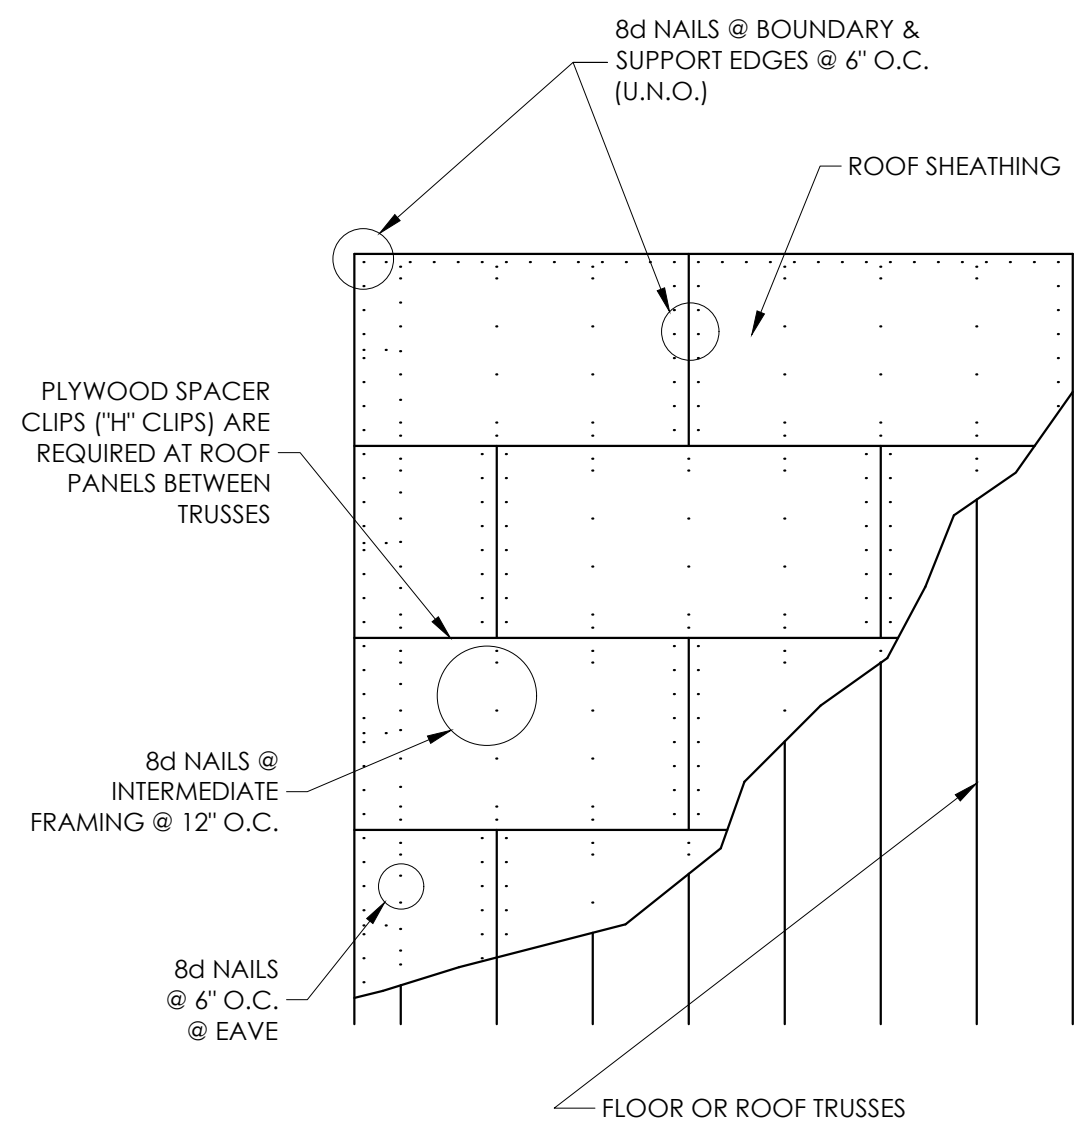 8d NAILS @ BOUNDARY &
SUPPORT EDGES @ 6" O.C.
(U.N.O.)
ROOF SHEATHING
PLYWOOD SPACER
CLIPS ("H" CLIPS) ARE
REQUIRED AT ROOF
PANELS BETWEEN
TRUSSES
8d NAILS @
INTERMEDIATE
FRAMING @ 12" O.C.
8d NAILS
@ 6" O.C.
@ EAVE
FLOOR OR ROOF TRUSSES